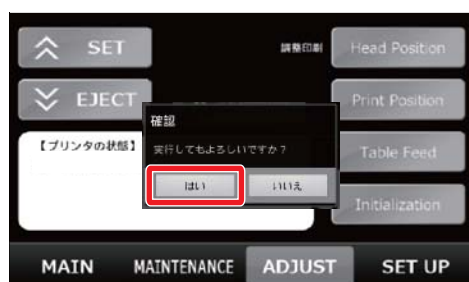 SET
調整印刷
Head Position
EJECT
Print Position
確認
【プリンタの状態】
実行してもよろしいですか?
Table Feed
はい
いいえ
Initialization
MAIN
MAINTENANCE
ADJUST
SET UP